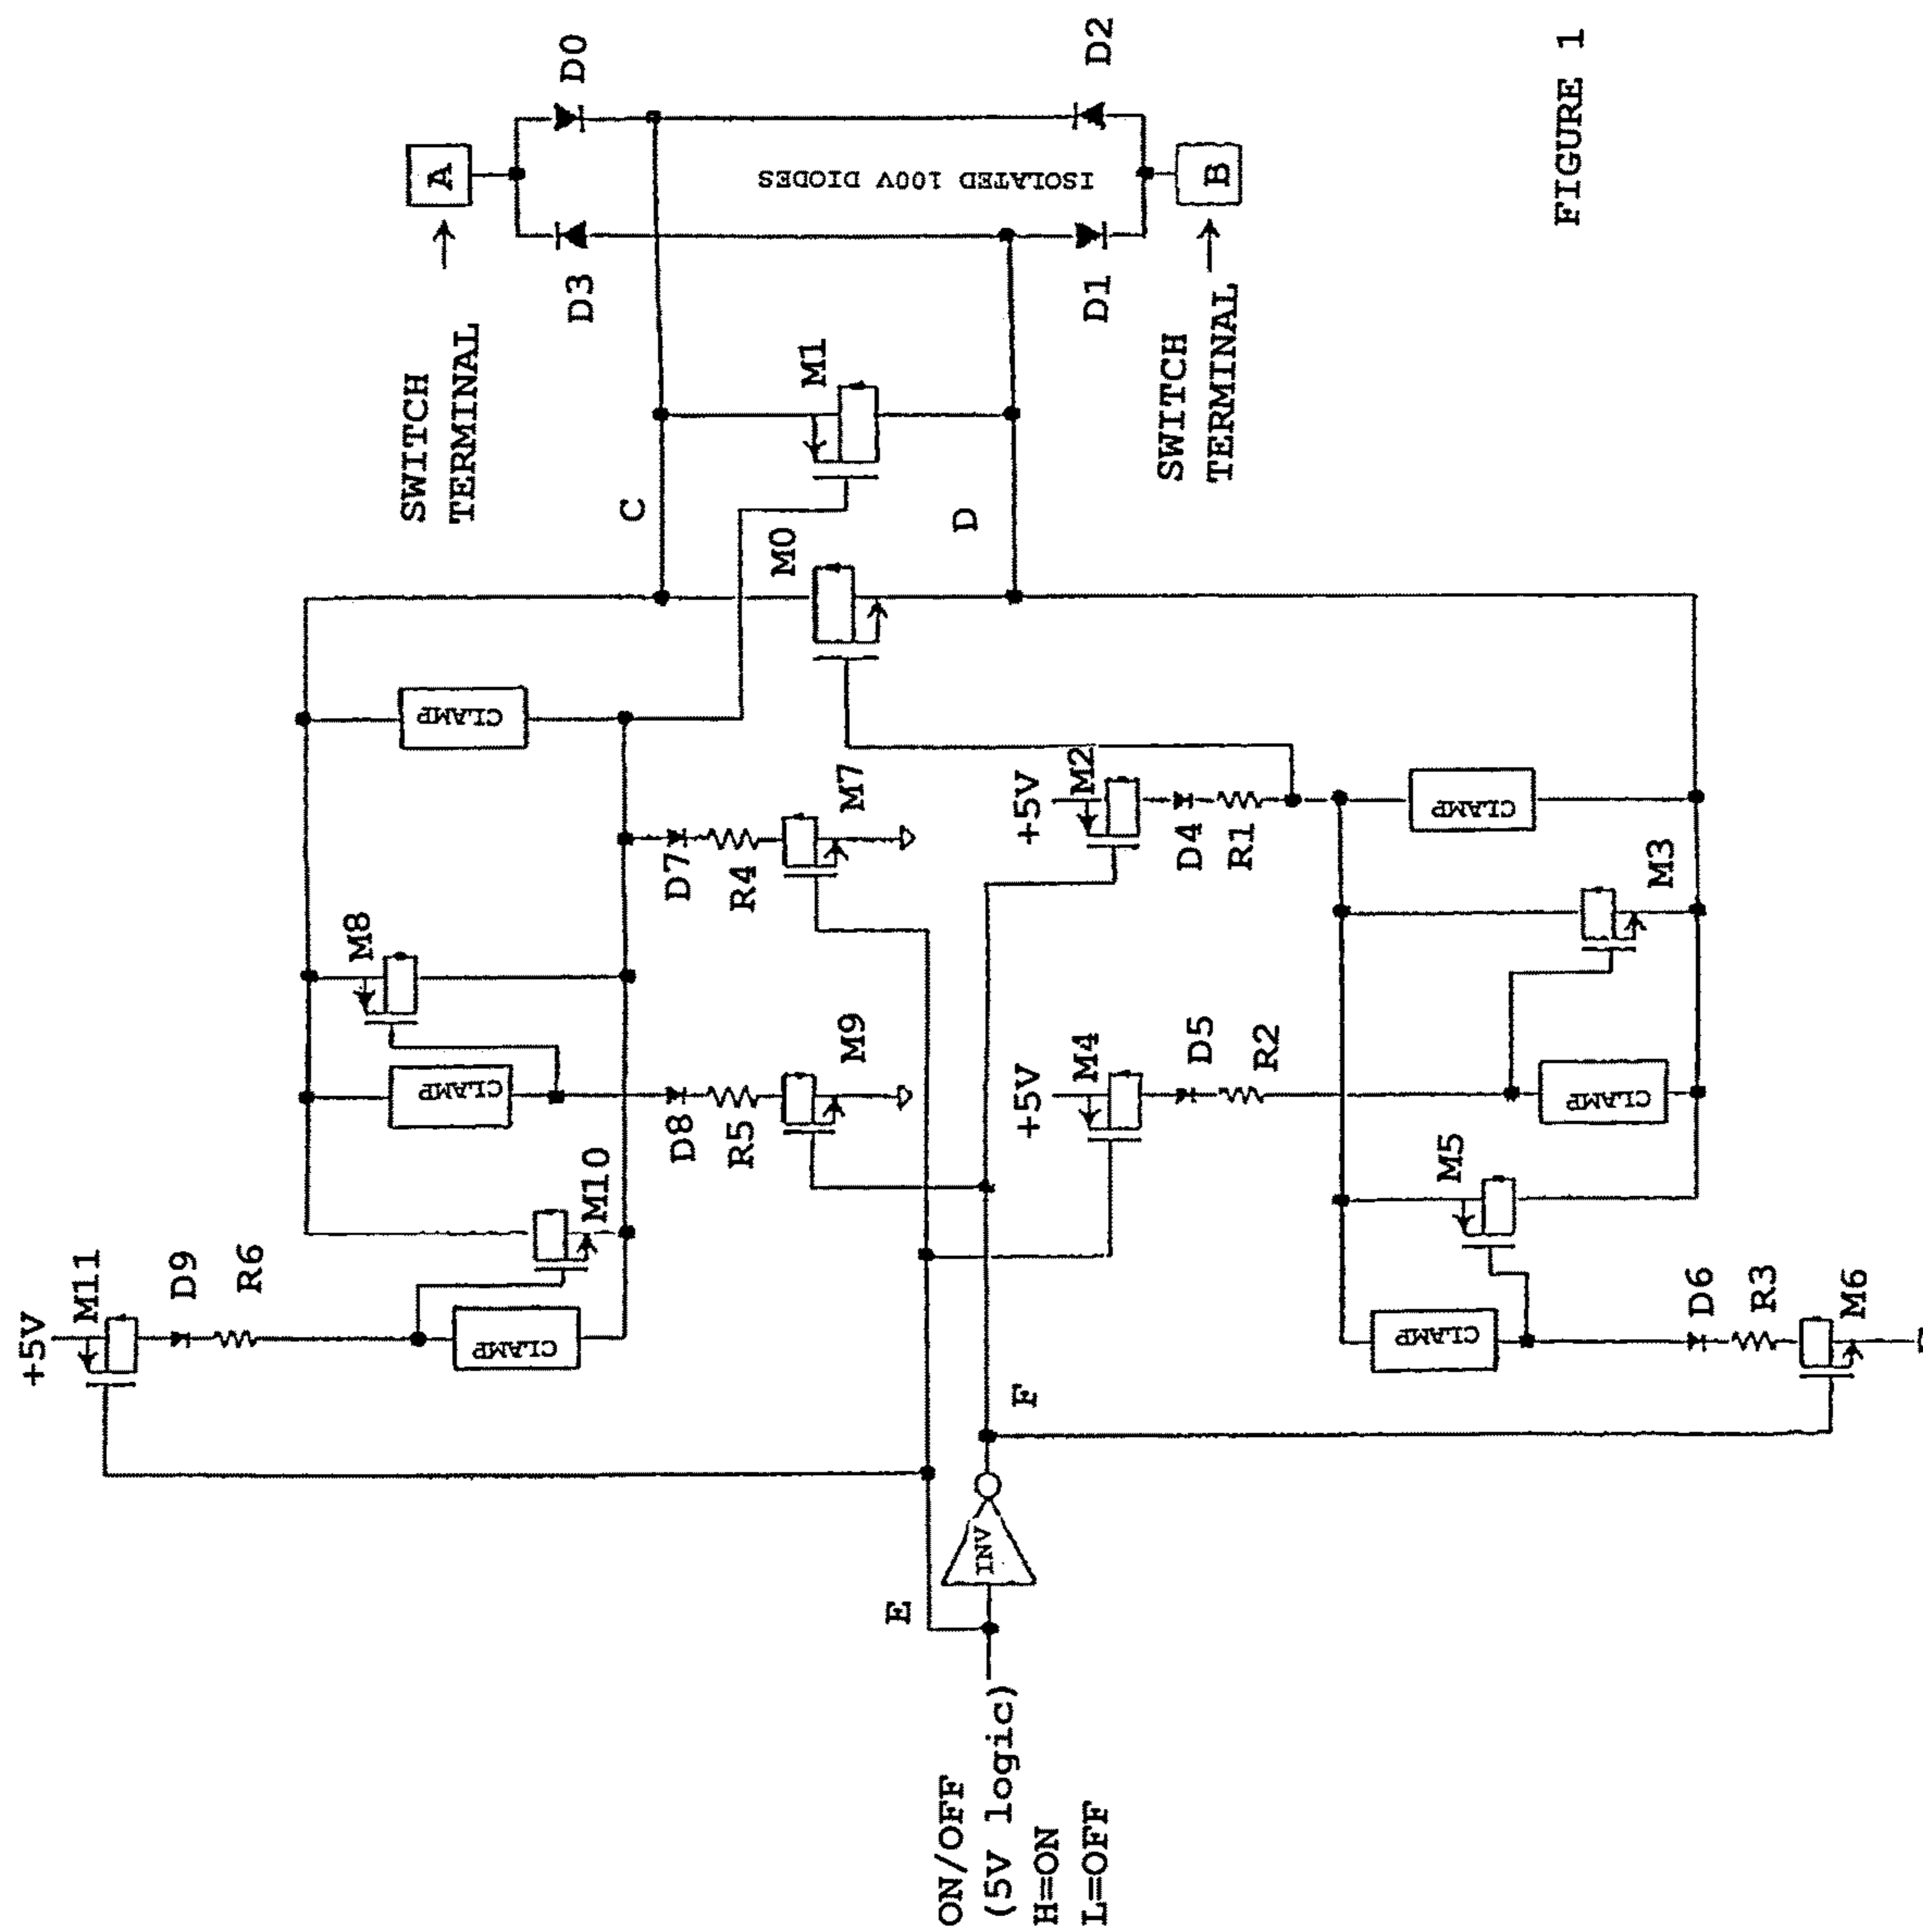 +5V
M11
D9
R6
CLAMP
M10
CLAMP
M8
CLAMP
D8
R5
M9
D7
R4
M7
SWITCH
TERMINAL
A
D0
D3
C
M1
M0
D
ISOLATED 100V DIODES
D1
D2
SWITCH
TERMINAL
B
+5V
M2
D4
R1
CLAMP
+5V
M4
D5
R2
CLAMP
M3
M5
CLAMP
D6
R3
M6
E
INV
F
ON/OFF
(5V logic)
H=ON
L=OFF
FIGURE 1